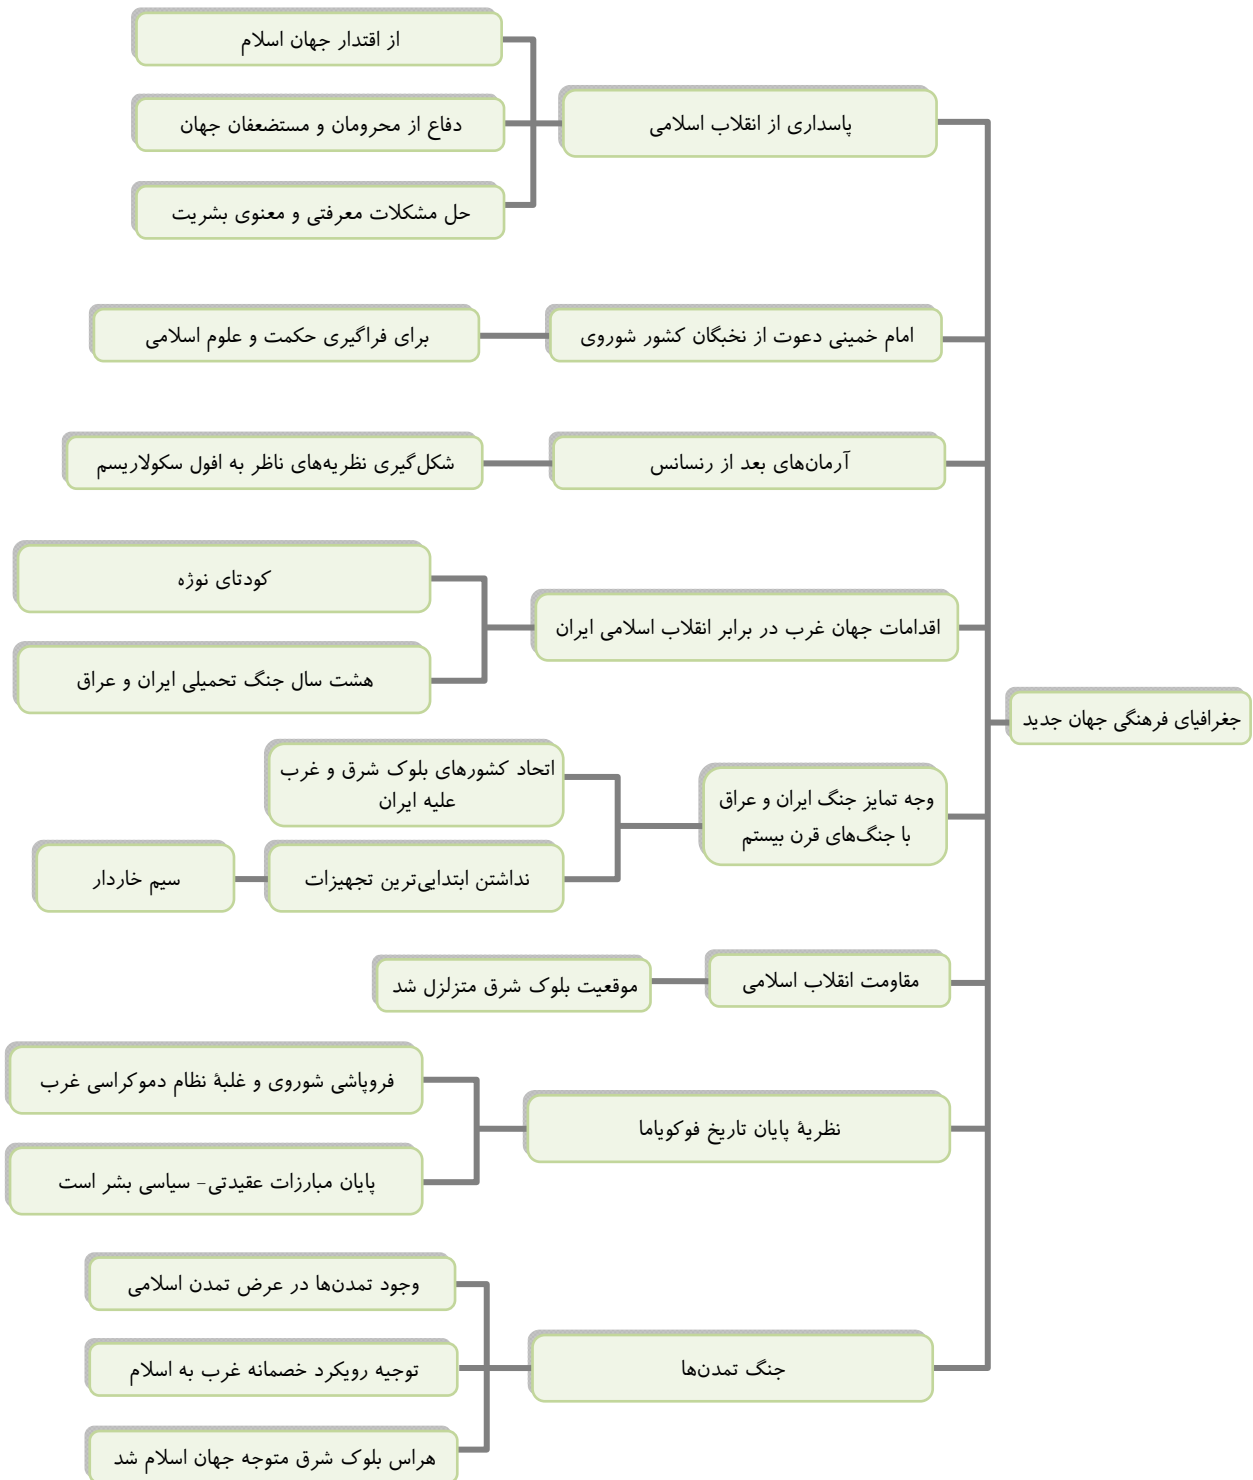 جغرافیای فرهنگی جهان جدید
پاسداری از انقلاب اسلامی
از اقتدار جهان اسلام
دفاع از محرومان و مستضعفان جهان
حل مشکلات معرفتی و معنوی بشریت
امام خمینی دعوت از نخبگان کشور شوروی
برای فراگیری حکمت و علوم اسلامی
آرمان‌های بعد از رنسانس
شکل‌گیری نظریه‌های ناظر به افول سکولاریسم
اقدامات جهان غرب در برابر انقلاب اسلامی ایران
کودتای نوژه
هشت سال جنگ تحمیلی ایران و عراق
وجه تمایز جنگ ایران و عراق
با جنگ‌های قرن بیستم
اتحاد کشورهای بلوک شرق و غرب
علیه ایران
نداشتن ابتدایی‌ترین تجهیزات
سیم خاردار
مقاومت انقلاب اسلامی
موقعیت بلوک شرق متزلزل شد
نظریۀ پایان تاریخ فوکویاما
فروپاشی شوروی و غلبۀ نظام دموکراسی غرب
پایان مبارزات عقیدتی- سیاسی بشر است
جنگ تمدن‌ها
وجود تمدن‌ها در عرض تمدن اسلامی
توجیه رویکرد خصمانه غرب به اسلام
هراس بلوک شرق متوجه جهان اسلام شد